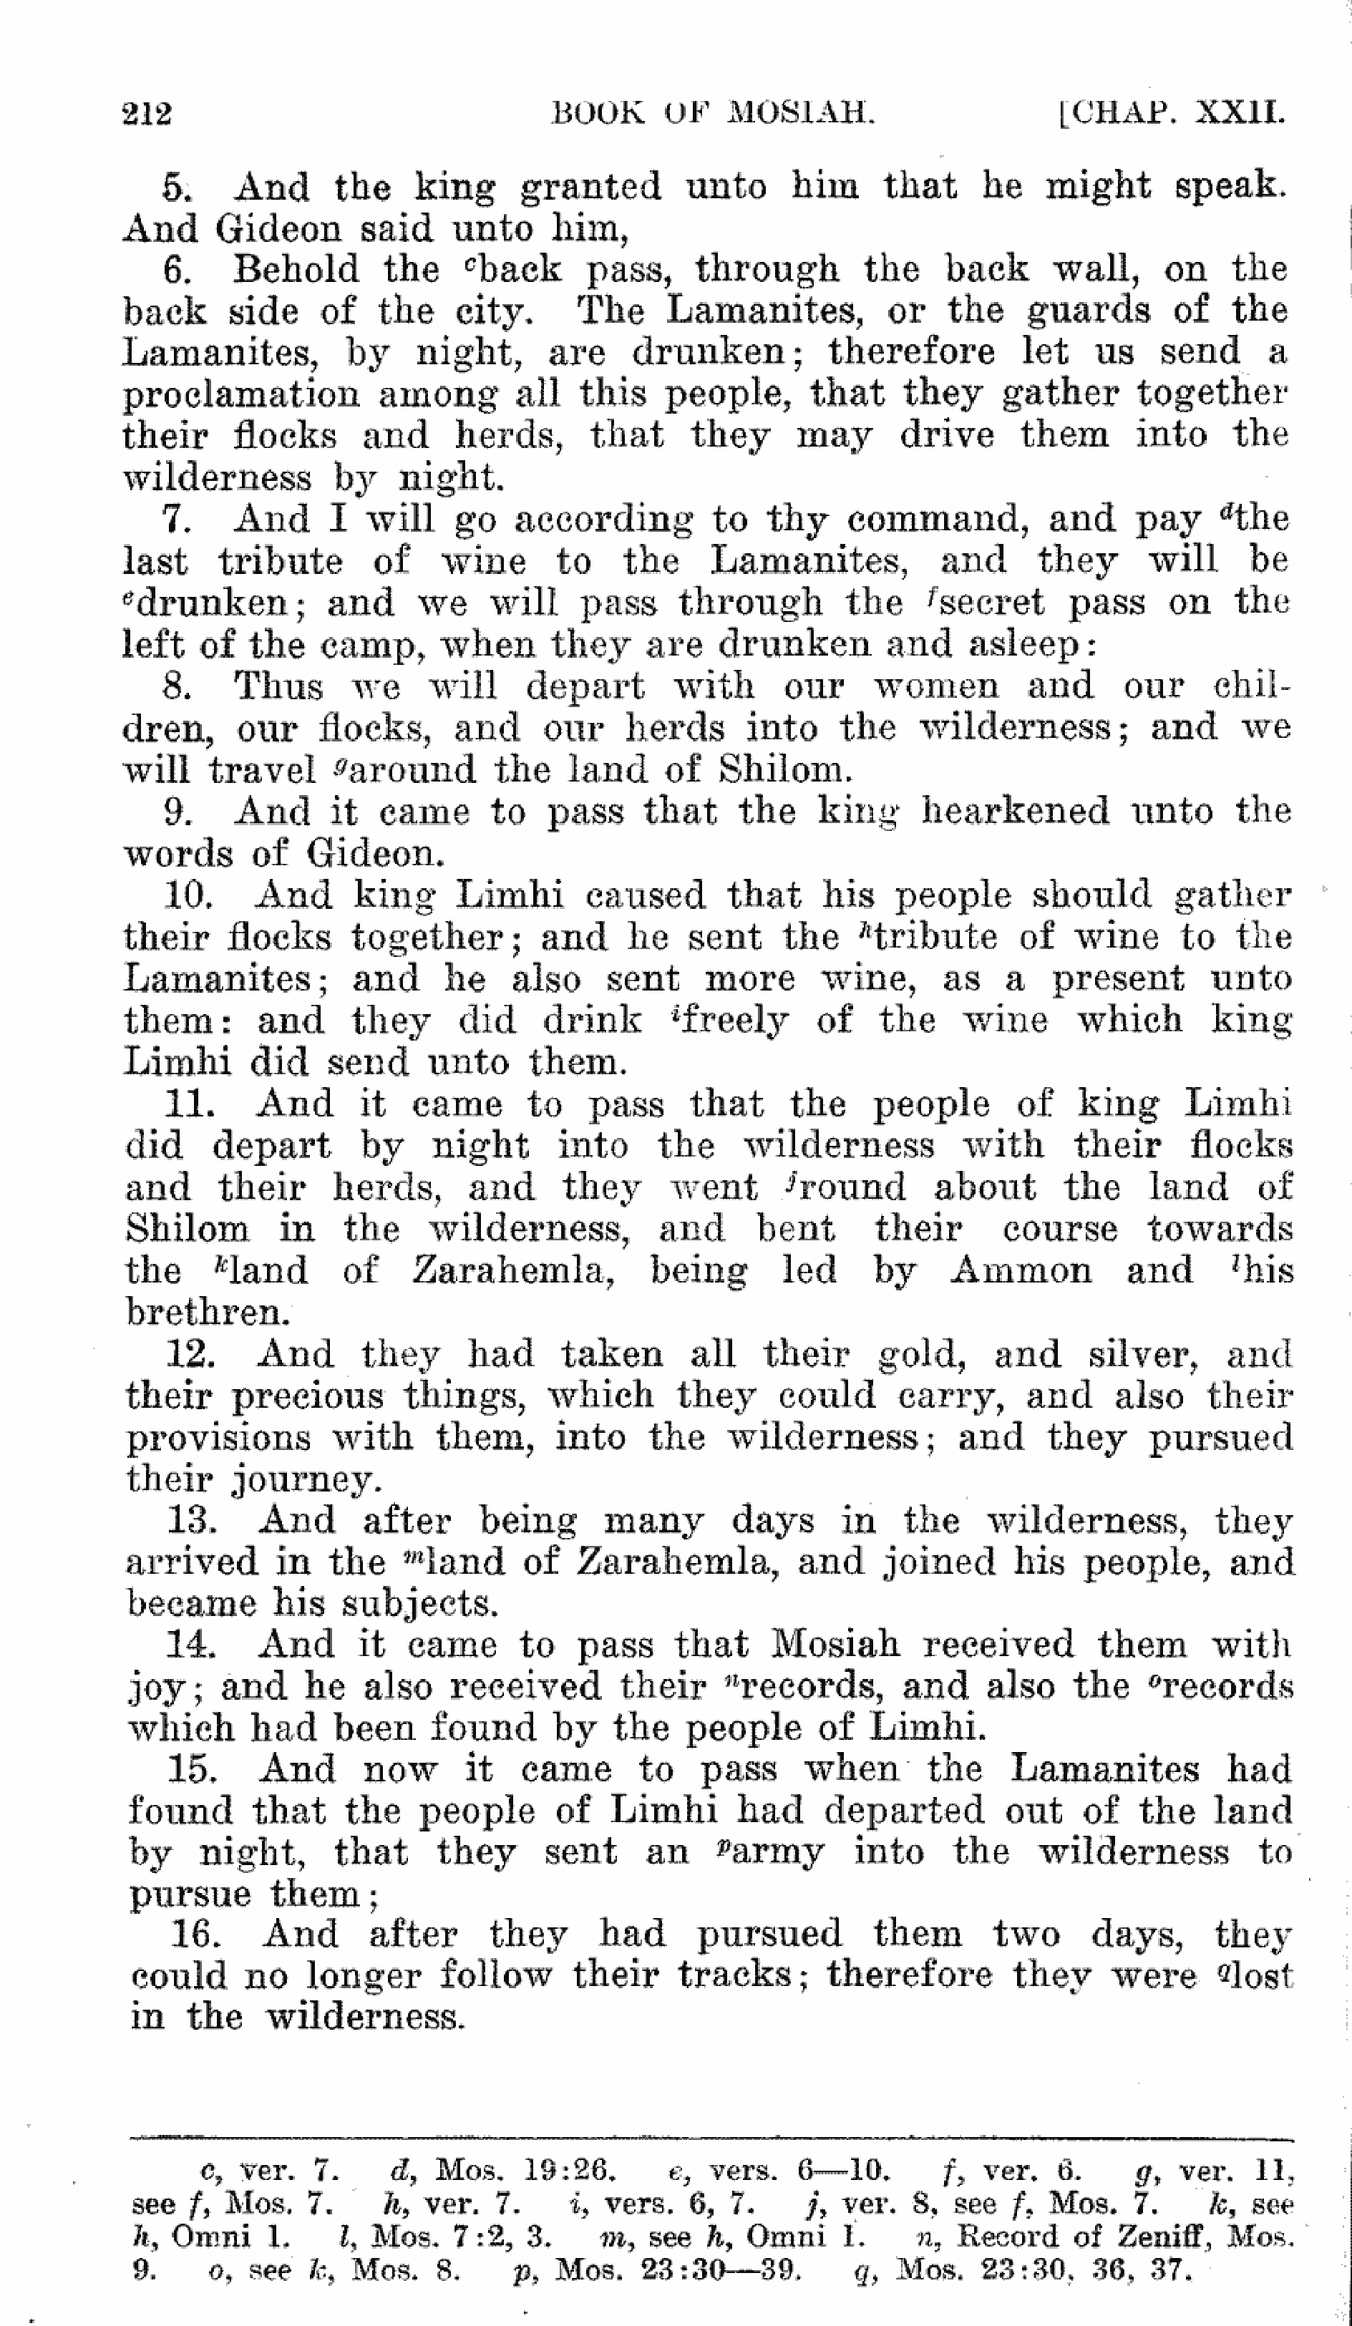 212 BOOK OF MOSIAH. [CHAP. XXII.
5. And the king granted unto him that he might speak.
And Gideon said unto him,
6. Behold the cback pass, through the back wall, on the
back side of the city. The Lamanites, or the guards of the
Lamanites, by night, are drunken; therefore let us send a
proclamation among all this people, that they gather together
their flocks and herds, that they may drive them into the
wilderness by night.
7. And I will go according to thy command, and pay dthe
last tribute of wine to the Lamanites, and they will be
edrunken; and we will pass through the fsecret pass on the
left of the camp, when they are drunken and asleep:
8. Thus we will depart with our women and our chil-
dren, our flocks, and our herds into the wilderness; and we
will travel garound the land of Shilom.
9. And it came to pass that the king hearkened unto the
words of Gideon.
10. And king Limhi caused that his people should gather
their flocks together; and he sent the htribute of wine to the
Lamanites; and he also sent more wine, as a present unto
them: and they did drink ifreely of the wine which king
Limhi did send unto them.
11. And it came to pass that the people of king Limhi
did depart by night into the wilderness with their flocks
and their herds, and they went jround about the land of
Shilom in the wilderness, and bent their course towards
the kland of Zarahemla, being led by Ammon and lhis
brethren.
12. And they had taken all their gold, and silver, and
their precious things, which they could carry, and also their
provisions with them, into the wilderness; and they pursued
their journey.
13. And after being many days in the wilderness, they
arrived in the mland of Zarahemla, and joined his people, and
became his subjects.
14. And it came to pass that Mosiah received them with
joy; and he also received their nrecords, and also the orecords
which had been found by the people of Limhi.
15. And now it came to pass when the Lamanites had
found that the people of Limhi had departed out of the land
by night, that they sent an parmy into the wilderness to
pursue them;
16. And after they had pursued them two days, they
could no longer follow their tracks; therefore they were qlost
in the wilderness.
c, ver. 7. d, Mos. 19:26. e, vers. 6—10. f, ver. 6. g, ver. 11,
see f, Mos. 7. h, ver. 7. i, vers. 6, 7. j, ver. 8, see f, Mos. 7. k, see
h, Omni 1. l, Mos. 7:2, 3. m, see h, Omni 1. n, Record of Zeniff, Mos.
9. o, see k, Mos. 8. p, Mos. 23:30—39. q, Mos. 23:30, 36, 37.